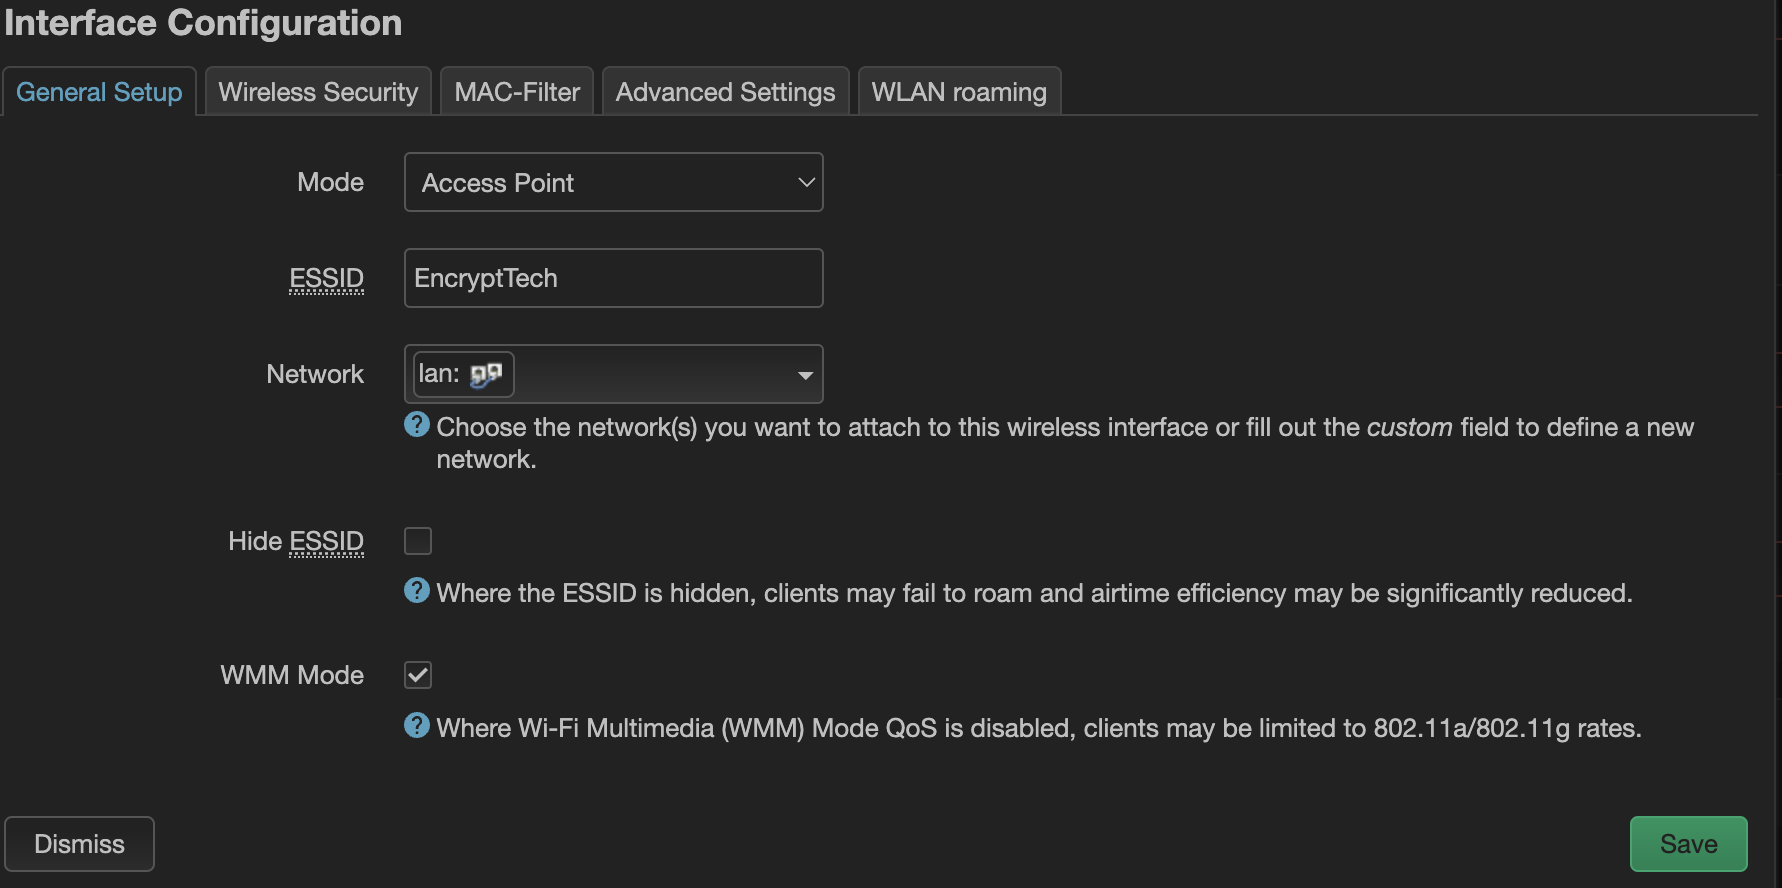 Interface Configuration
General Setup Wireless Security MAC-Filter Advanced Settings WLAN roaming
Mode Access Point
ESSID EncryptTech
Network lan:
Choose the network(s) you want to attach to this wireless interface or fill out the custom field to define a new
network.
Hide ESSID
Where the ESSID is hidden, clients may fail to roam and airtime efficiency may be significantly reduced.
WMM Mode
Where Wi-Fi Multimedia (WMM) Mode QoS is disabled, clients may be limited to 802.11a/802.11g rates.
Dismiss Save